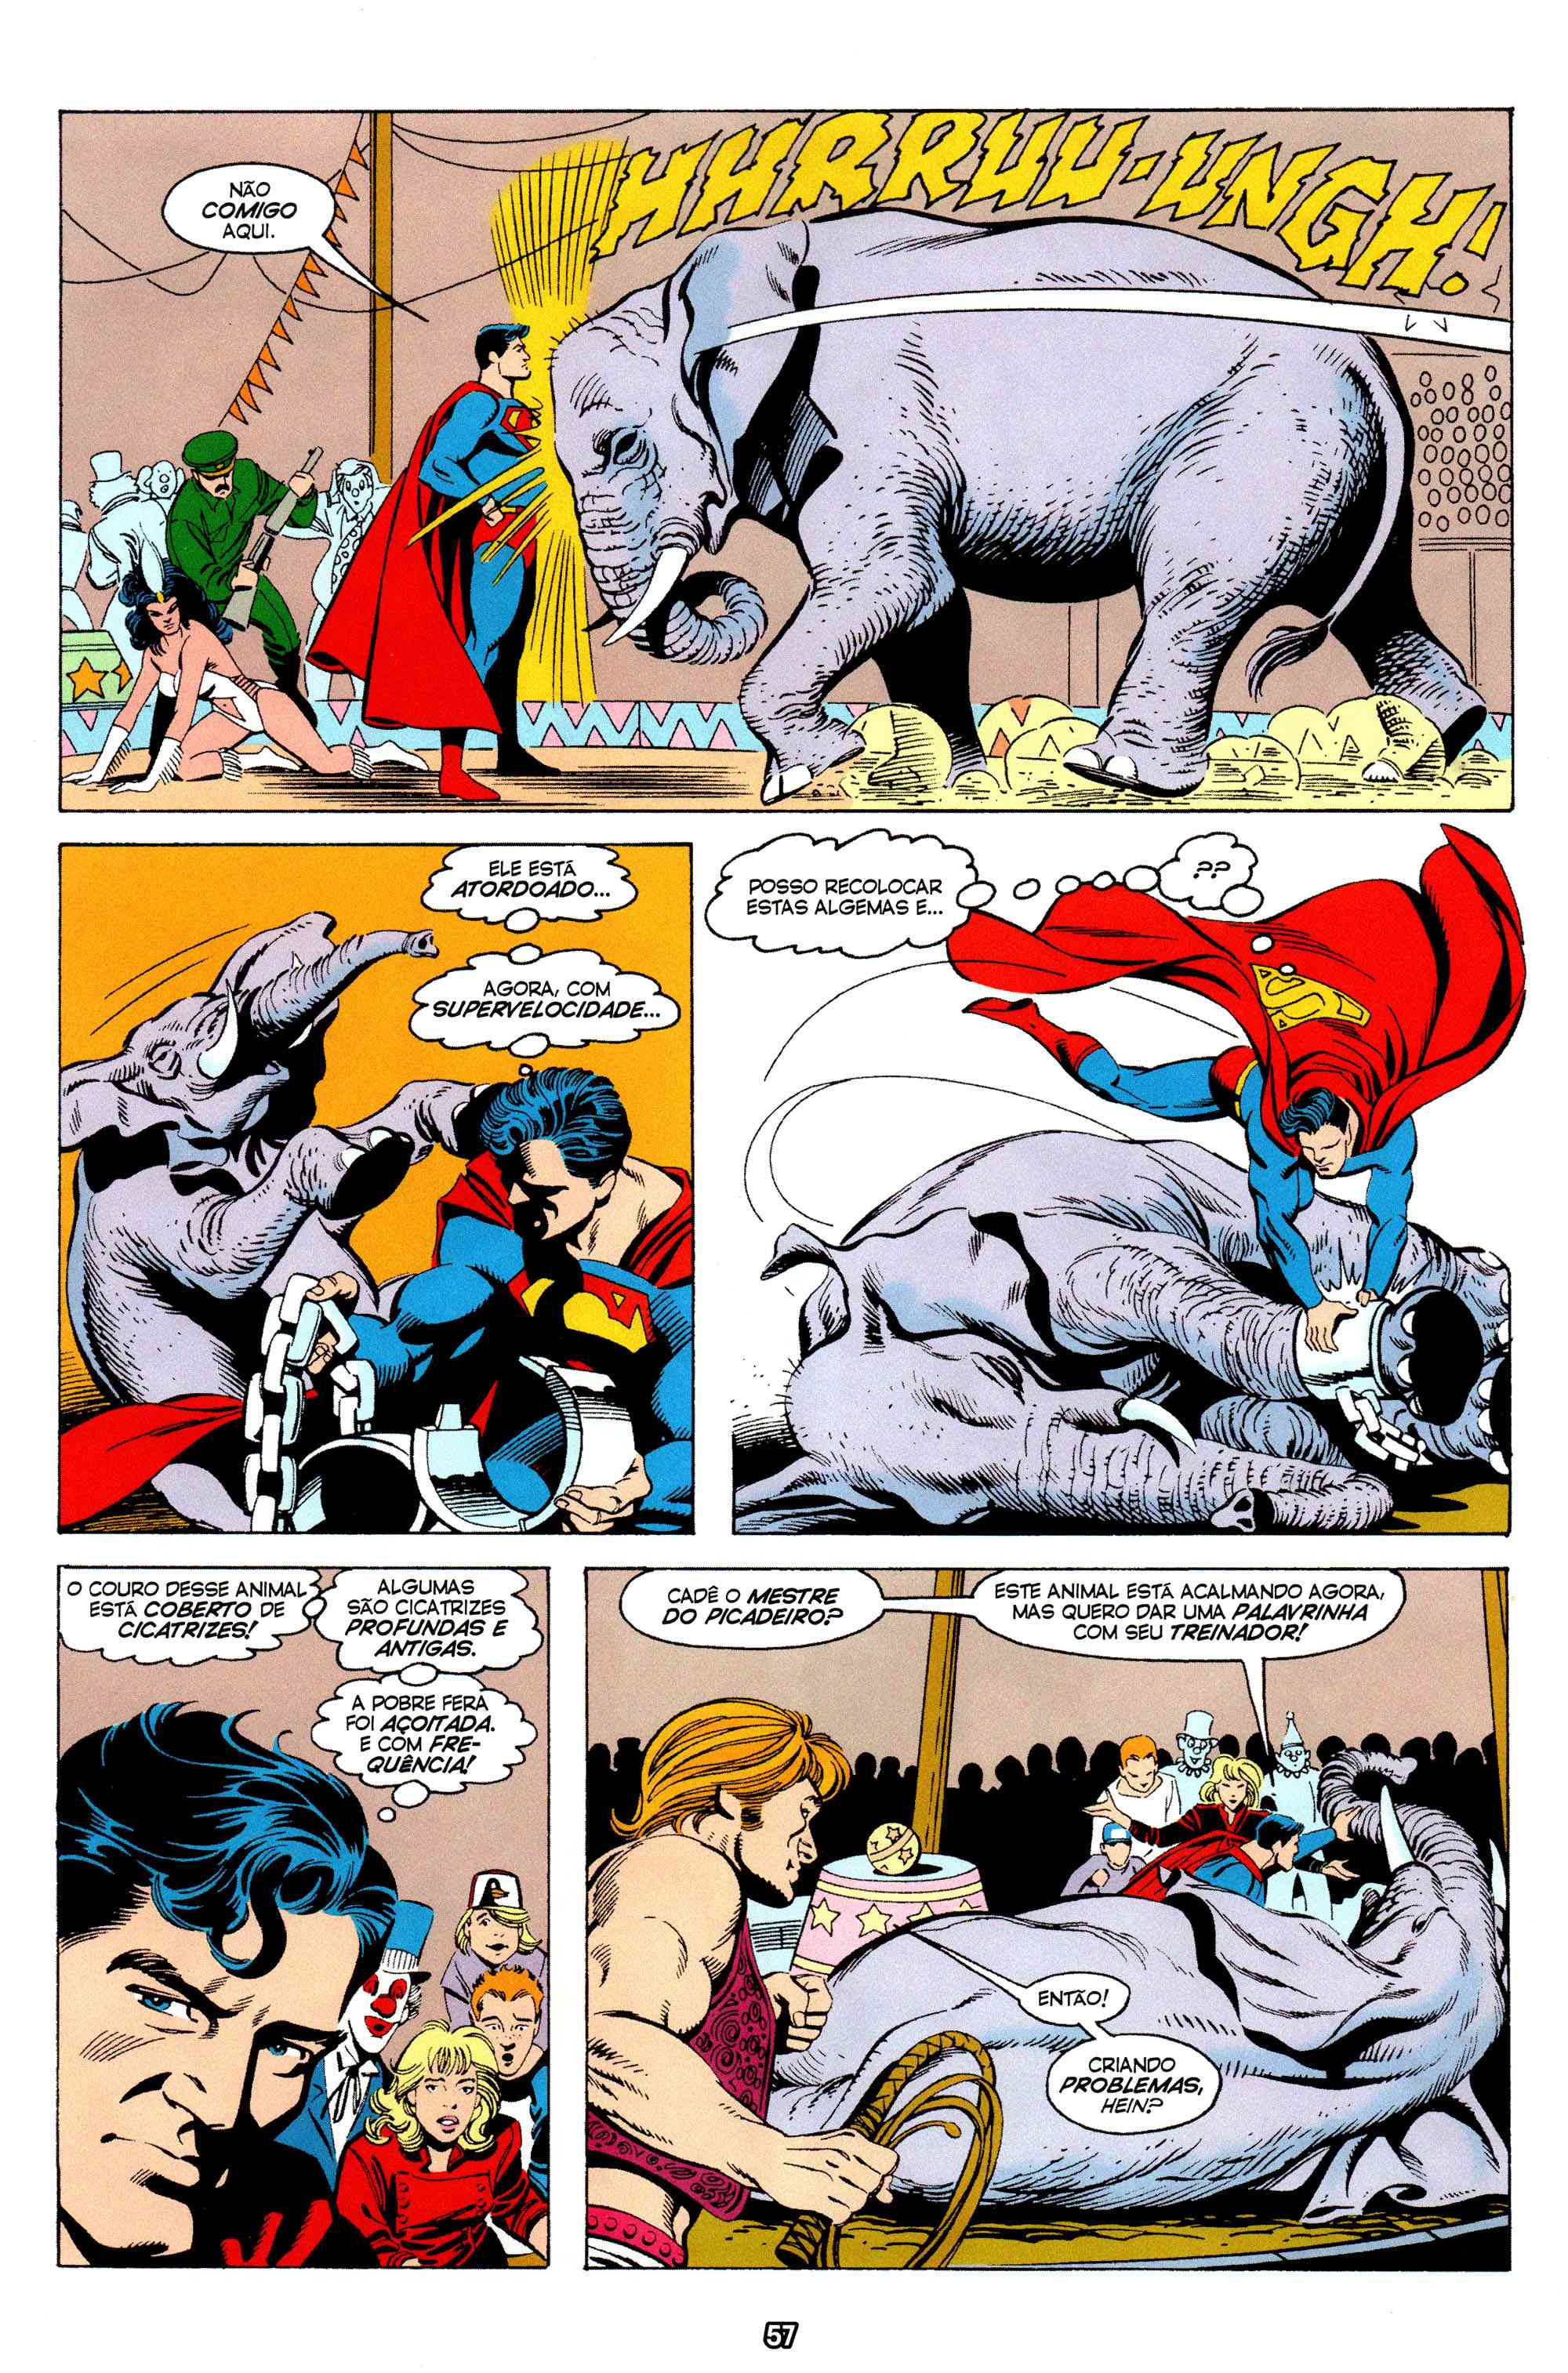 NÃO
COMIGO
AQUI.
HHRRUU-UNGH!
ELE ESTÁ
ATORDOADO...
AGORA, COM
SUPERVELOCIDADE...
POSSO RECOLOCAR
ESTAS ALGEMAS E...
??
O COURO DESSE ANIMAL
ESTÁ COBERTO DE
CICATRIZES!
ALGUMAS
SÃO CICATRIZES
PROFUNDAS E
ANTIGAS.
A POBRE FERA
FOI AÇOITADA.
E COM FRE-
QUÊNCIA!
CADÊ O MESTRE
DO PICADEIRO?
ESTE ANIMAL ESTÁ ACALMANDO AGORA,
MAS QUERO DAR UMA PALAVRINHA
COM SEU TREINADOR!
ENTÃO!
CRIANDO
PROBLEMAS,
HEIN?
57